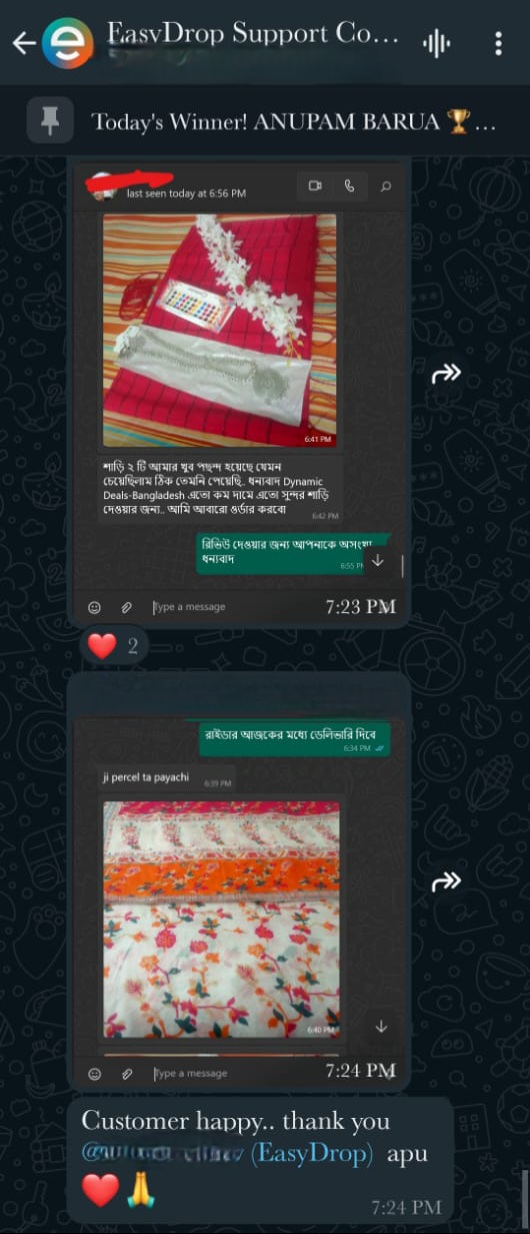 EasyDrop Support Co...
Today's Winner! ANUPAM BARUA 🏆...
last seen today at 6:56 PM
6:41 PM
শাড়ি ২ টি আমার খুব পছন্দ হয়েছে যেমন
চেয়েছিলাম ঠিক তেমনি পেয়েছি.. ধন্যবাদ Dynamic
Deals-Bangladesh এতো কম দামে এতো সুন্দর শাড়ি
দেওয়ার জন্য.. আমি আবারো ওর্ডার করবো
6:42 PM
রিভিউ দেওয়ার জন্য আপনাকে অসংখ্য
ধন্যবাদ
6:55 PM
Type a message
7:23 PM
❤️ 2
রাইডার আজকের মধ্যে ডেলিভারি দিবে
6:34 PM
ji percel ta payachi
6:39 PM
6:40 PM
Type a message
7:24 PM
Customer happy.. thank you
(EasyDrop) apu
❤️🙏
7:24 PM